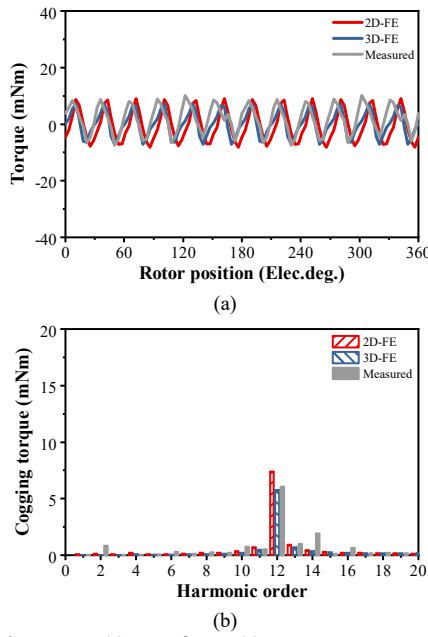 (a)
40
20
0
-20
-40
Torque (mNm)
2D-FE
3D-FE
Measured
0 60 120 180 240 300 360
Rotor position (Elec.deg.)
(a)
20
15
10
5
0
Cogging torque (mNm)
2D-FE
3D-FE
Measured
0 2 4 6 8 10 12 14 16 18 20
Harmonic order
(b)